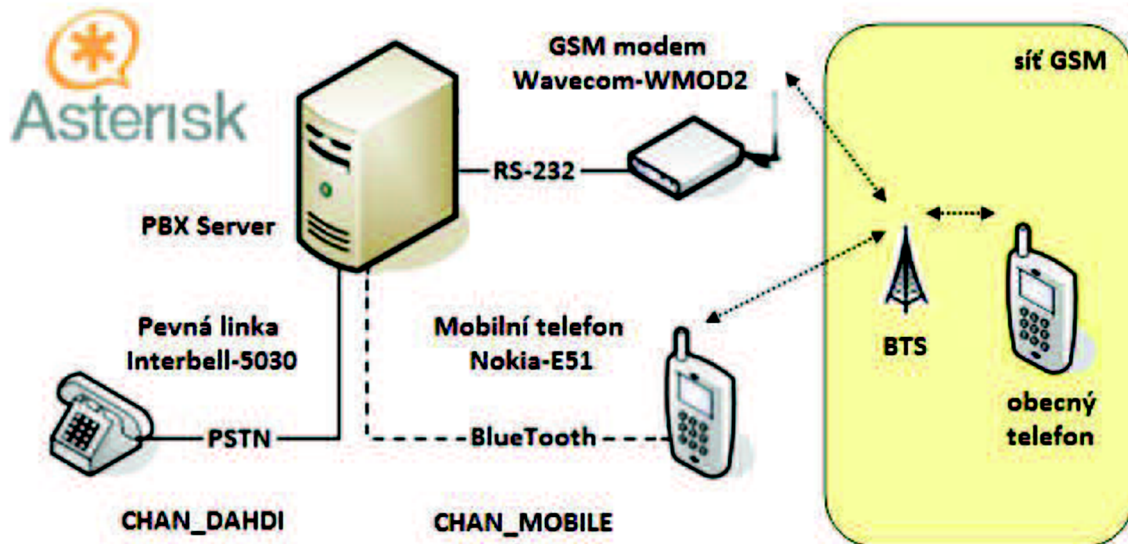 Asterisk
GSM modem
Wavecom-WMOD2
síť GSM
RS-232
PBX Server
Pevná linka
Interbell-5030
Mobilní telefon
Nokia-E51
BTS
obecný
telefon
PSTN
BlueTooth
CHAN_DAHDI
CHAN_MOBILE